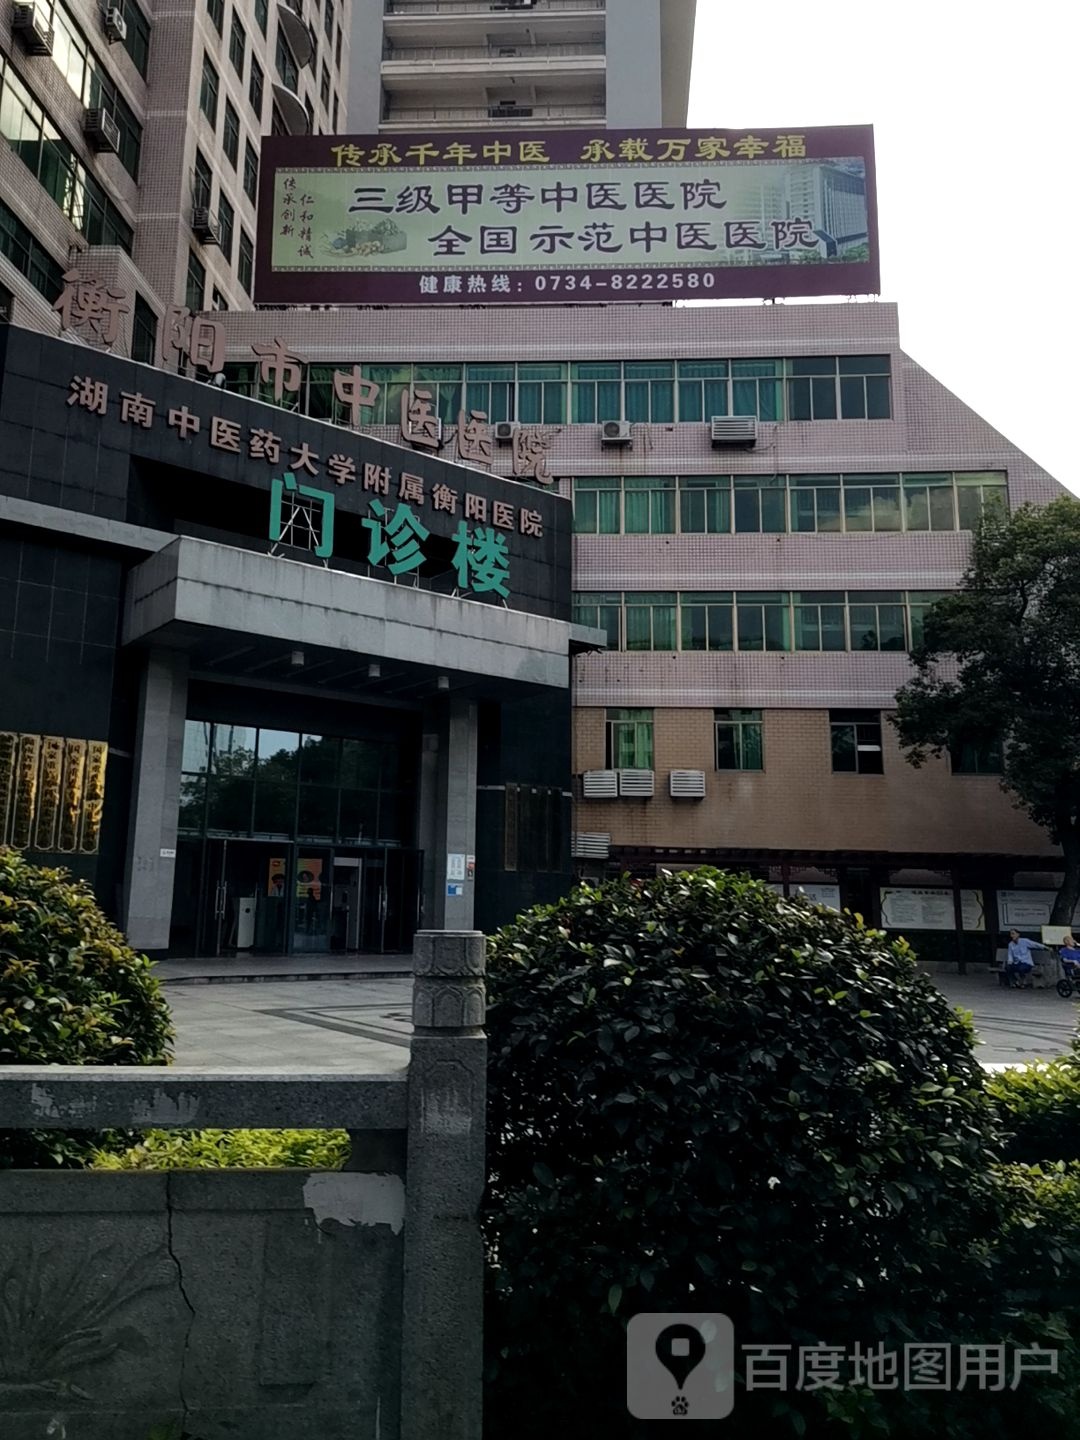 传承千年中医 承载万家幸福
传承创新
仁和精诚
三级甲等中医医院
全国示范中医医院
健康热线：0734-8222580
衡阳市中医医院
湖南中医药大学附属衡阳医院
门诊楼
百度地图用户